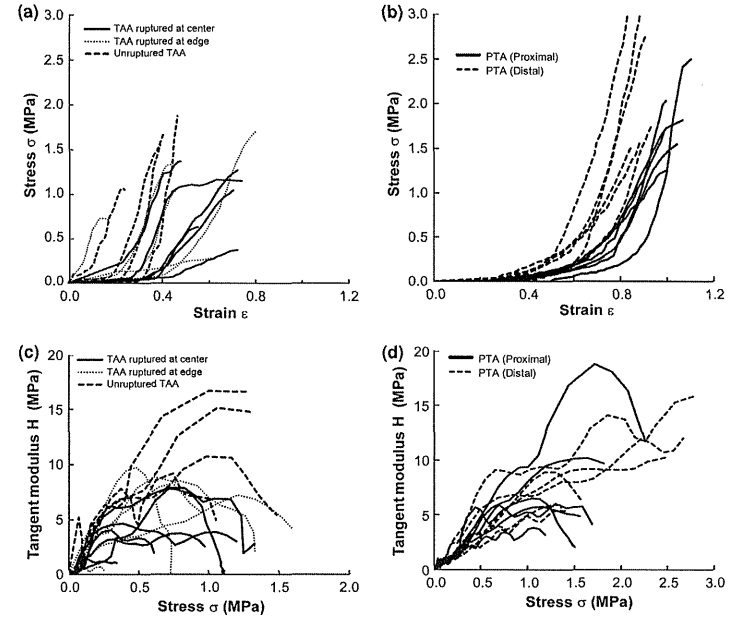 (a)
3.0
2.5
2.0
1.5
1.0
0.5
0.0
Stress σ (MPa)
TAA ruptured at center
TAA ruptured at edge
Unruptured TAA
0.0 0.4 0.8 1.2
Strain ε
(b)
3.0
2.5
2.0
1.5
1.0
0.5
0.0
Stress σ (MPa)
PTA (Proximal)
PTA (Distal)
0.0 0.4 0.8 1.2
Strain ε
(c)
20
15
10
5
0
Tangent modulus H (MPa)
TAA ruptured at center
TAA ruptured at edge
Unruptured TAA
0.0 0.5 1.0 1.5 2.0
Stress σ (MPa)
(d)
20
15
10
5
0
Tangent modulus H (MPa)
PTA (Proximal)
PTA (Distal)
0.0 0.5 1.0 1.5 2.0 2.5 3.0
Stress σ (MPa)